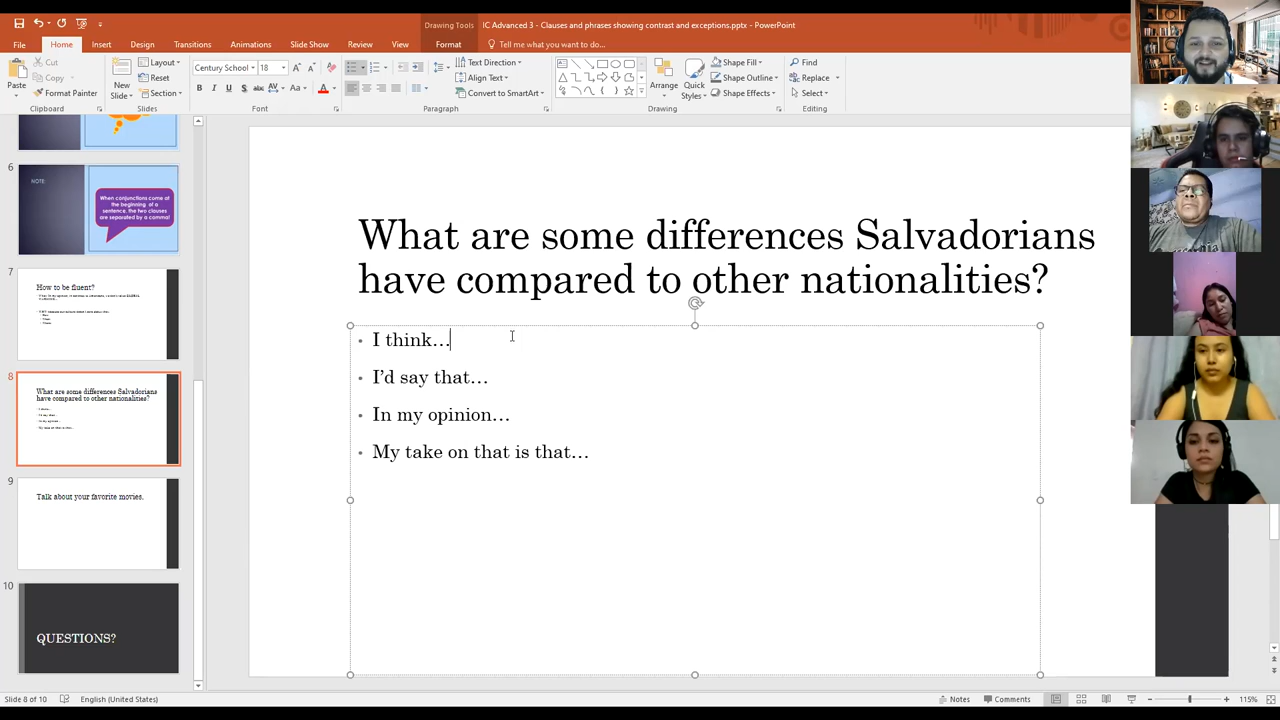 Drawing Tools
IC Advanced 3 - Clauses and phrases showing contrast and exceptions.pptx - PowerPoint
File
Home
Insert
Design
Transitions
Animations
Slide Show
Review
View
Format
Tell me what you want to do...
Paste
Cut
Copy
Format Painter
Clipboard
New
Slide
Layout
Reset
Section
Slides
Century School
18
B I U S abc AV Aa A
Font
Text Direction
Align Text
Convert to SmartArt
Paragraph
Arrange
Quick
Styles
Shape Fill
Shape Outline
Shape Effects
Drawing
Find
Replace
Select
Editing
6
NOTE:
When conjunctions come at
the beginning of a
sentence, the two clauses
are separated by a comma!
7
How to be fluent?
8
What are some differences Salvadorians
have compared to other nationalities?
9
Talk about your favorite movies.
10
QUESTIONS?
What are some differences Salvadorians
have compared to other nationalities?
• I think…
• I’d say that…
• In my opinion…
• My take on that is that…
Slide 8 of 10
English (United States)
Notes
Comments
115%